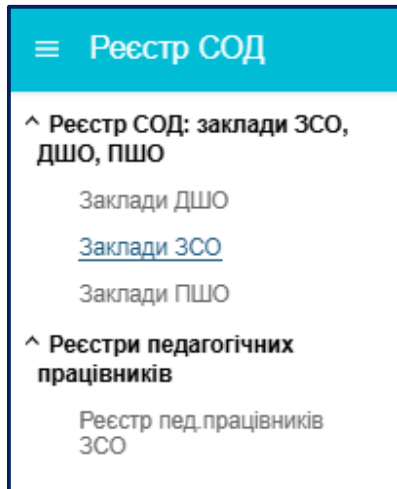 Реєстр СОД
Реєстр СОД: заклади ЗСО,
ДШО, ПШО
Заклади ДШО
Заклади ЗСО
Заклади ПШО
Реєстри педагогічних
працівників
Реєстр пед.працівників
ЗСО